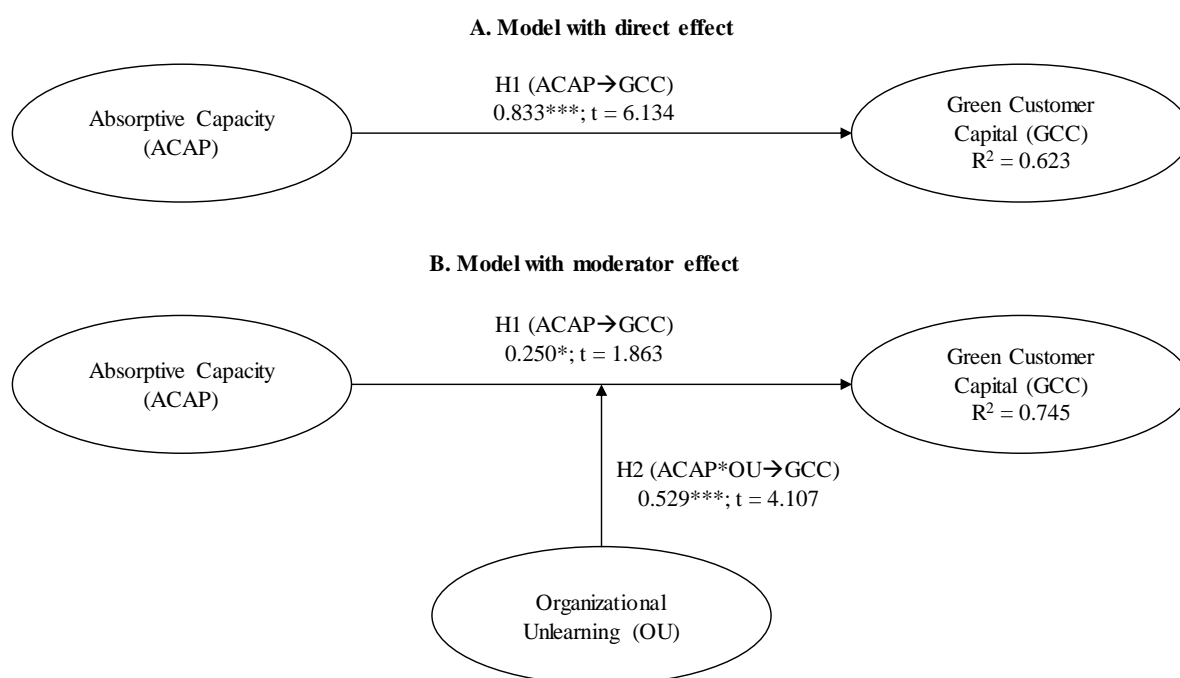 A. Model with direct effect
H1 (ACAP→GCC)
0.833***; t = 6.134
Absorptive Capacity
(ACAP)
Green Customer
Capital (GCC)
R² = 0.623
B. Model with moderator effect
H1 (ACAP→GCC)
0.250*; t = 1.863
Absorptive Capacity
(ACAP)
Green Customer
Capital (GCC)
R² = 0.745
H2 (ACAP*OU→GCC)
0.529***; t = 4.107
Organizational
Unlearning (OU)